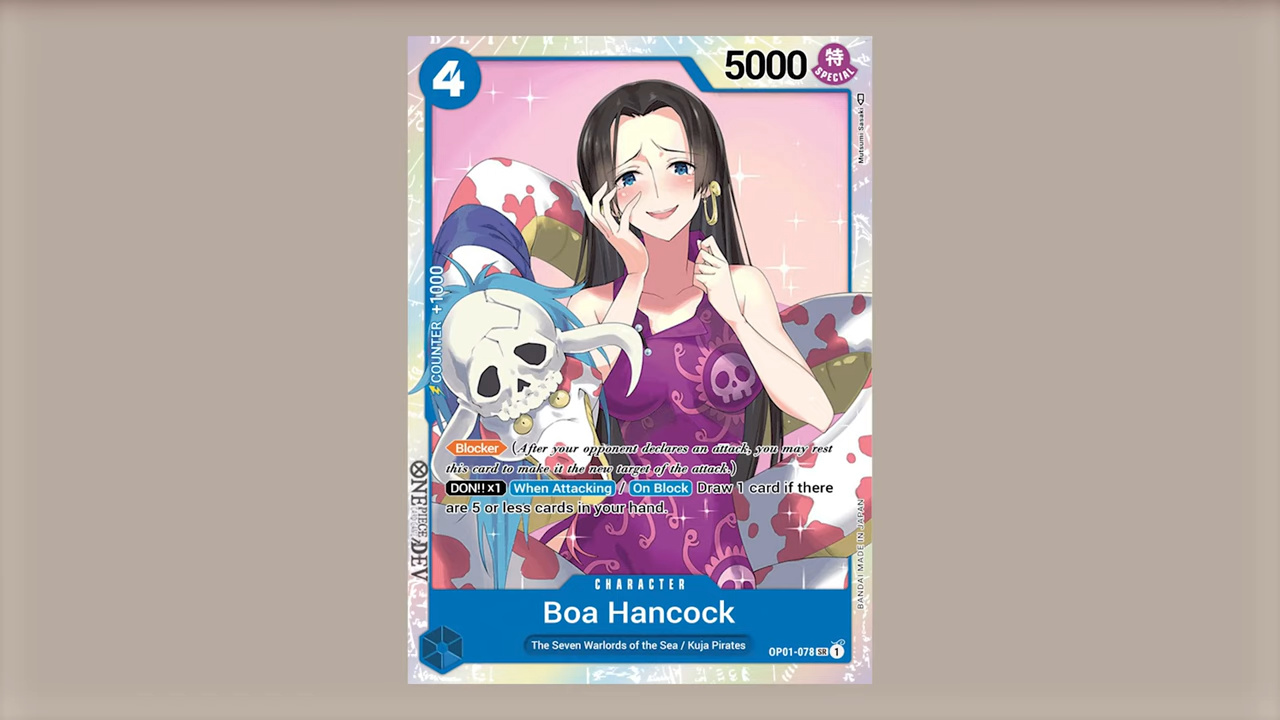 4
5000
特
SPECIAL
Mutsumi Sasaki
COUNTER +1000
Blocker (After your opponent declares an attack, you may rest
this card to make it the new target of the attack.)
DON!! x1 When Attacking / On Block Draw 1 card if there
are 5 or less cards in your hand.
ONE PIECE DEV
BANDAI MADE IN JAPAN
CHARACTER
Boa Hancock
The Seven Warlords of the Sea / Kuja Pirates
OP01-078 SR 1